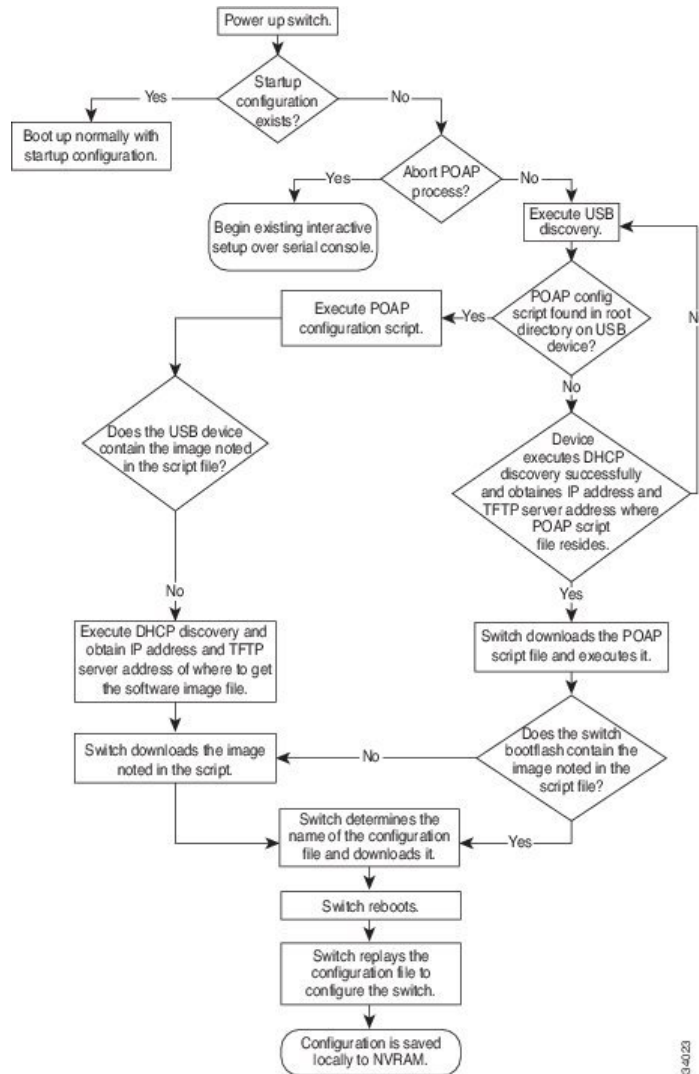 Power up switch.
Startup
configuration
exists?
Yes
No
Boot up normally with
startup configuration.
Abort POAP
process?
Yes
No
Begin existing interactive
setup over serial console.
Execute USB
discovery.
POAP config
script found in root
directory on USB
device?
Yes
Execute POAP
configuration script.
N
No
Does the USB device
contain the image noted
in the script file?
Device
executes DHCP
discovery successfully
and obtaines IP address and
TFTP server address where
POAP script
file resides.
No
Yes
Execute DHCP discovery and
obtain IP address and TFTP
server address of where to get
the software image file.
Switch downloads the POAP
script file and executes it.
Switch downloads the image
noted in the script.
No
Does the switch
bootflash contain the
image noted in the
script file?
Yes
Switch determines the
name of the configuration
file and downloads it.
Switch reboots.
Switch replays the
configuration file to
configure the switch.
Configuration is saved
locally to NVRAM.
34023